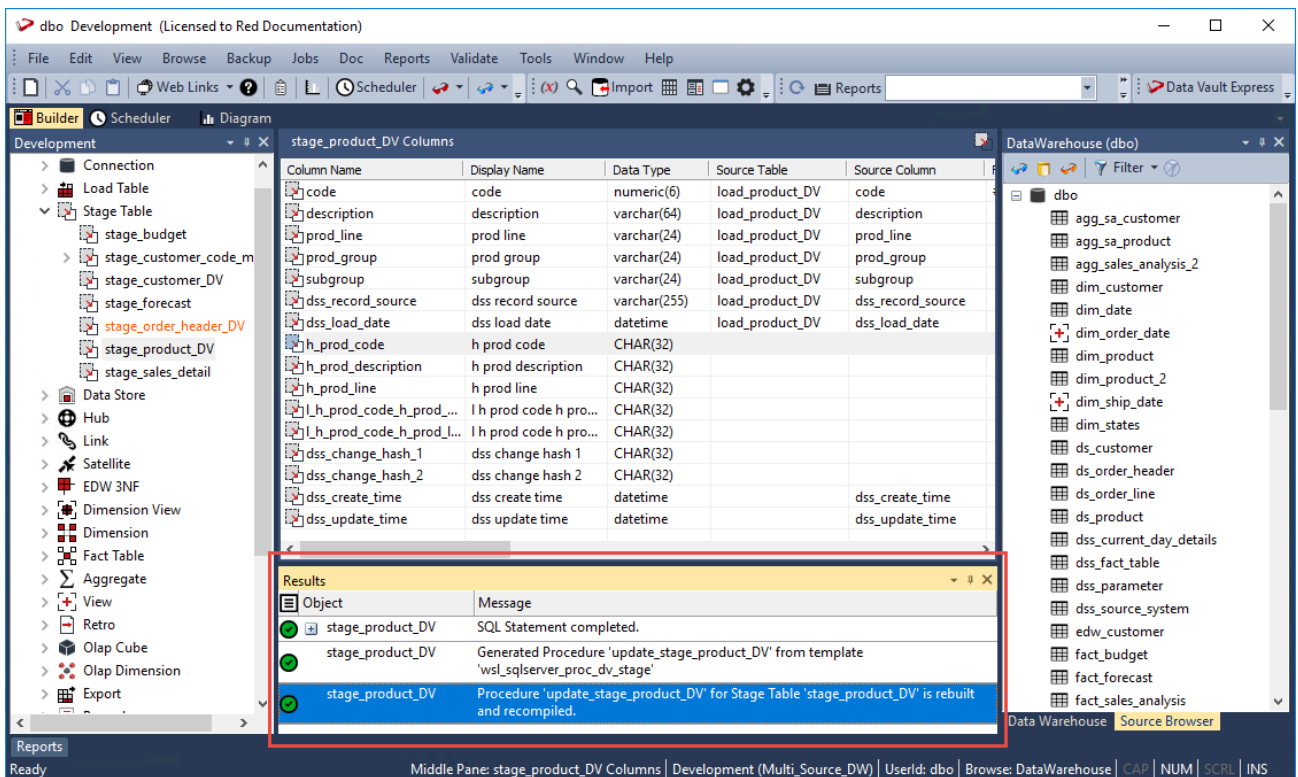 dbo Development (Licensed to Red Documentation)
File Edit View Browse Backup Jobs Doc Reports Validate Tools Window Help
Web Links Scheduler (x) Import Reports Data Vault Express
Builder Scheduler Diagram
Development
Connection
Load Table
Stage Table
stage_budget
stage_customer_code_m
stage_customer_DV
stage_forecast
stage_order_header_DV
stage_product_DV
stage_sales_detail
Data Store
Hub
Link
Satellite
EDW 3NF
Dimension View
Dimension
Fact Table
Aggregate
View
Retro
Olap Cube
Olap Dimension
Export
stage_product_DV Columns
Column Name Display Name Data Type Source Table Source Column
code code numeric(6) load_product_DV code
description description varchar(64) load_product_DV description
prod_line prod line varchar(24) load_product_DV prod_line
prod_group prod group varchar(24) load_product_DV prod_group
subgroup subgroup varchar(24) load_product_DV subgroup
dss_record_source dss record source varchar(255) load_product_DV dss_record_source
dss_load_date dss load date datetime load_product_DV dss_load_date
h_prod_code h prod code CHAR(32)
h_prod_description h prod description CHAR(32)
h_prod_line h prod line CHAR(32)
l_h_prod_code_h_prod_... l h prod code h pro... CHAR(32)
l_h_prod_code_h_prod_l... l h prod code h pro... CHAR(32)
dss_change_hash_1 dss change hash 1 CHAR(32)
dss_change_hash_2 dss change hash 2 CHAR(32)
dss_create_time dss create time datetime dss_create_time
dss_update_time dss update time datetime dss_update_time
Results
Object Message
stage_product_DV SQL Statement completed.
stage_product_DV Generated Procedure 'update_stage_product_DV' from template
'wsl_sqlserver_proc_dv_stage'
stage_product_DV Procedure 'update_stage_product_DV' for Stage Table 'stage_product_DV' is rebuilt
and recompiled.
DataWarehouse (dbo)
Filter
dbo
agg_sa_customer
agg_sa_product
agg_sales_analysis_2
dim_customer
dim_date
dim_order_date
dim_product
dim_product_2
dim_ship_date
dim_states
ds_customer
ds_order_header
ds_order_line
ds_product
dss_current_day_details
dss_fact_table
dss_parameter
dss_source_system
edw_customer
fact_budget
fact_forecast
fact_sales_analysis
Data Warehouse Source Browser
Reports
Ready Middle Pane: stage_product_DV Columns Development (Multi_Source_DW) UserId: dbo Browse: DataWarehouse CAP NUM SCRL INS